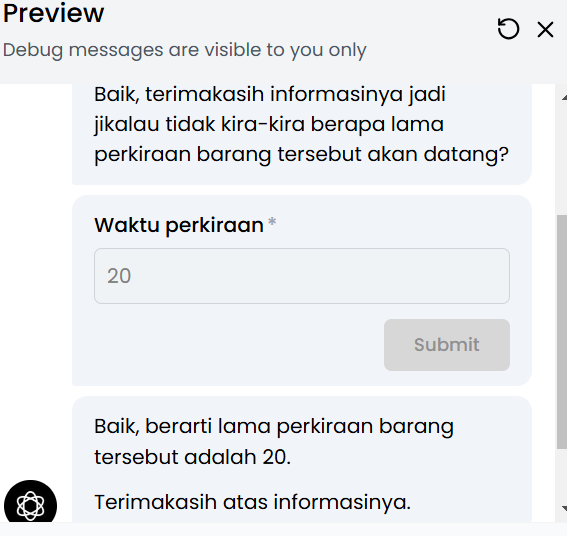 Preview
Debug messages are visible to you only
Baik, terimakasih informasinya jadi
jikalau tidak kira-kira berapa lama
perkiraan barang tersebut akan datang?
Waktu perkiraan *
20
Submit
Baik, berarti lama perkiraan barang
tersebut adalah 20.
Terimakasih atas informasinya.